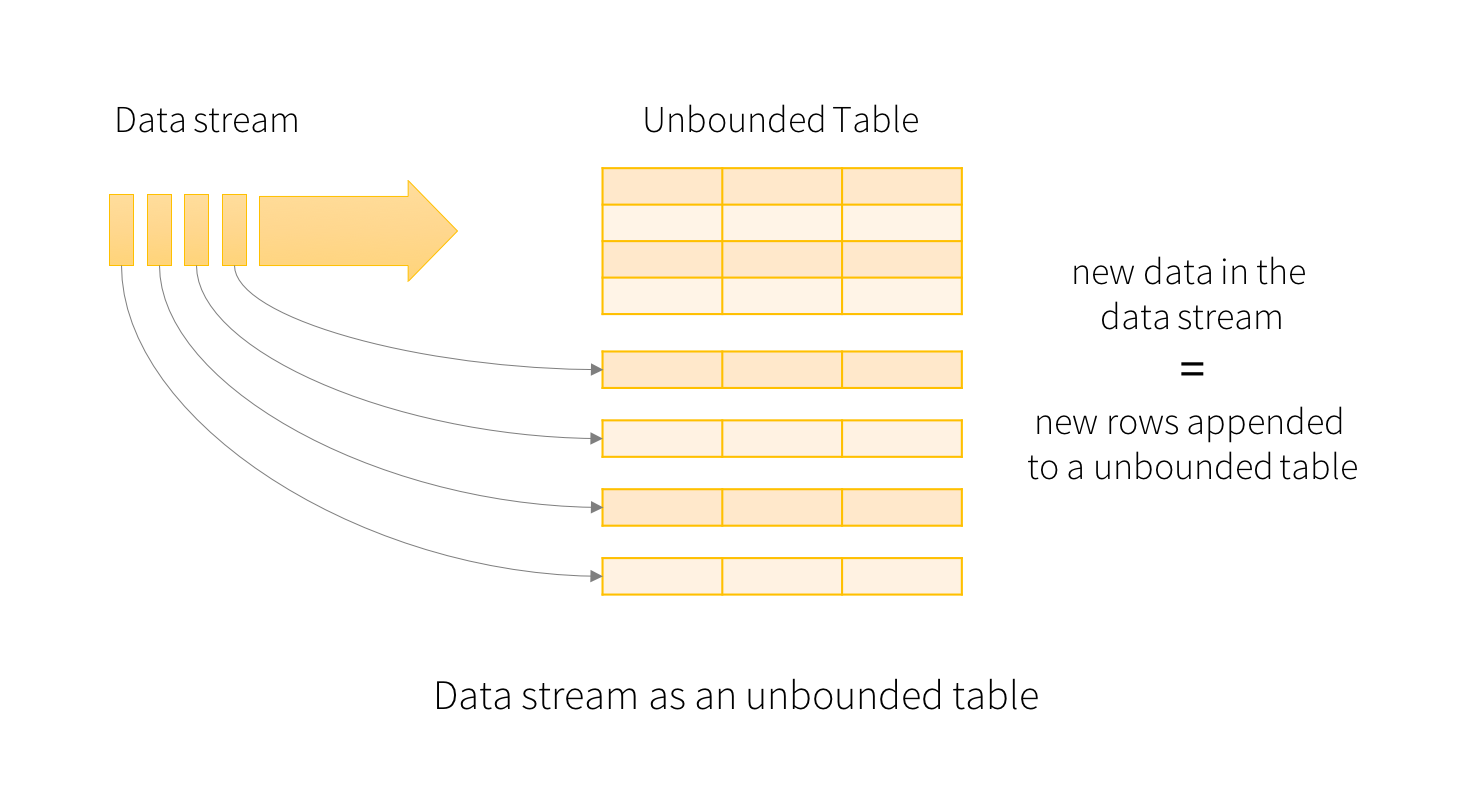 Data stream
Unbounded Table
new data in the
data stream
=
new rows appended
to a unbounded table
Data stream as an unbounded table